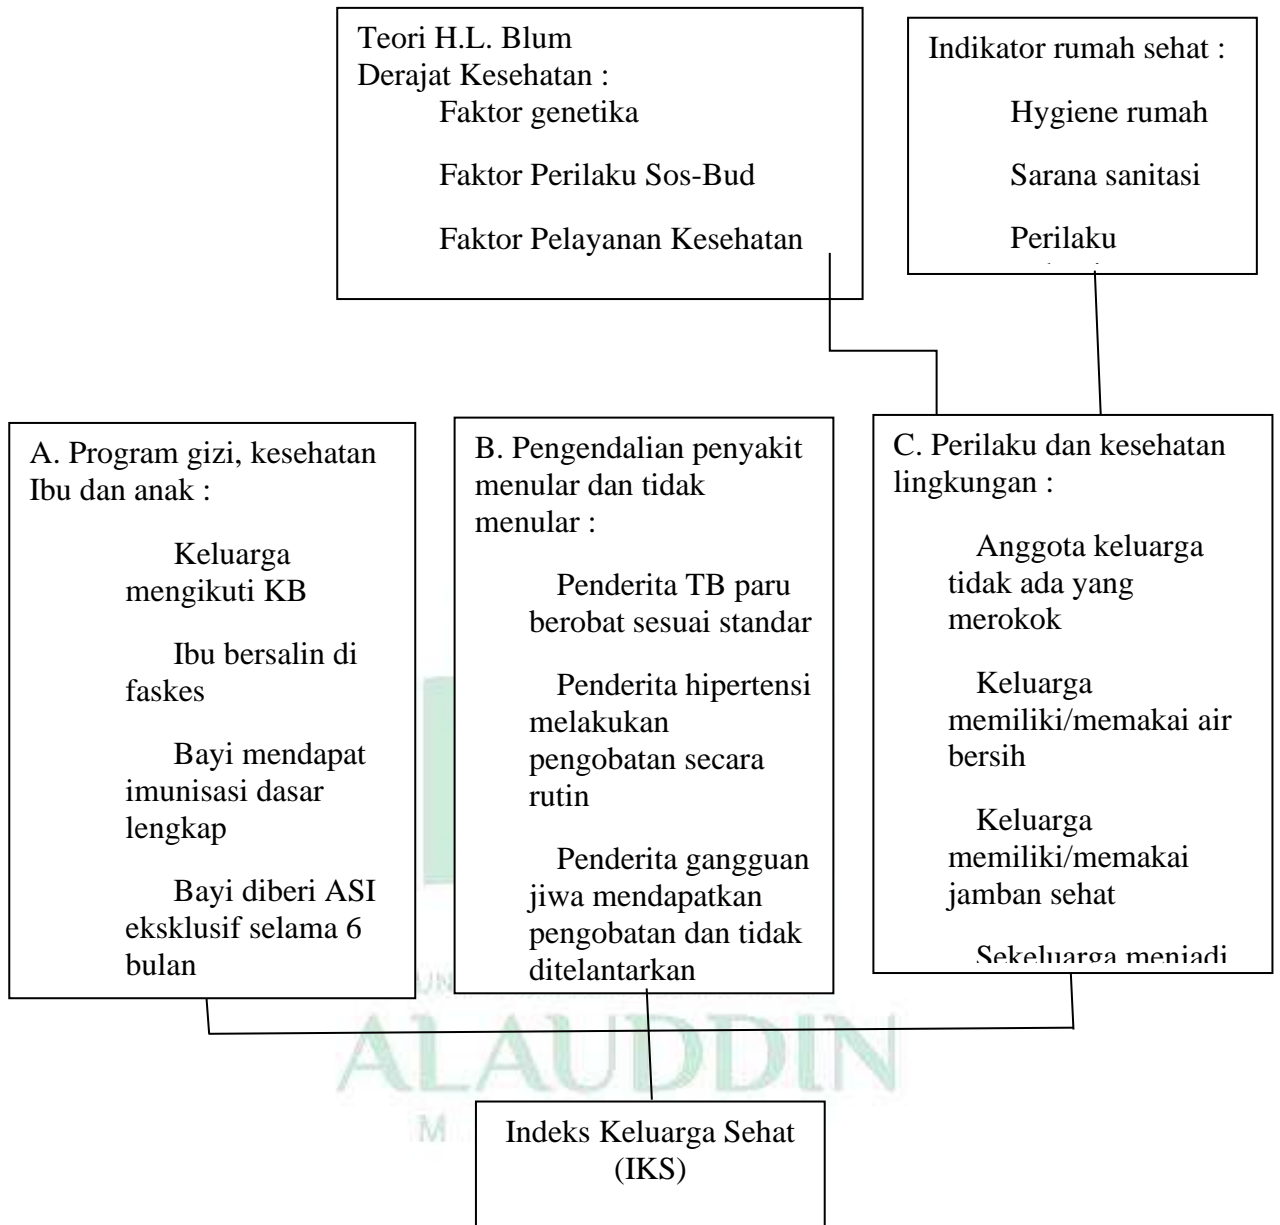 Teori H.L. Blum
Derajat Kesehatan :
Faktor genetika
Faktor Perilaku Sos-Bud
Faktor Pelayanan Kesehatan
Indikator rumah sehat :
Hygiene rumah
Sarana sanitasi
Perilaku
A. Program gizi, kesehatan
Ibu dan anak :
Keluarga
mengikuti KB
Ibu bersalin di
faskes
Bayi mendapat
imunisasi dasar
lengkap
Bayi diberi ASI
eksklusif selama 6
bulan
B. Pengendalian penyakit
menular dan tidak
menular :
Penderita TB paru
berobat sesuai standar
Penderita hipertensi
melakukan
pengobatan secara
rutin
Penderita gangguan
jiwa mendapatkan
pengobatan dan tidak
ditelantarkan
C. Perilaku dan kesehatan
lingkungan :
Anggota keluarga
tidak ada yang
merokok
Keluarga
memiliki/memakai air
bersih
Keluarga
memiliki/memakai
jamban sehat
Sekeluarga menjadi
UN
ALAUDDIN
M
Indeks Keluarga Sehat
(IKS)